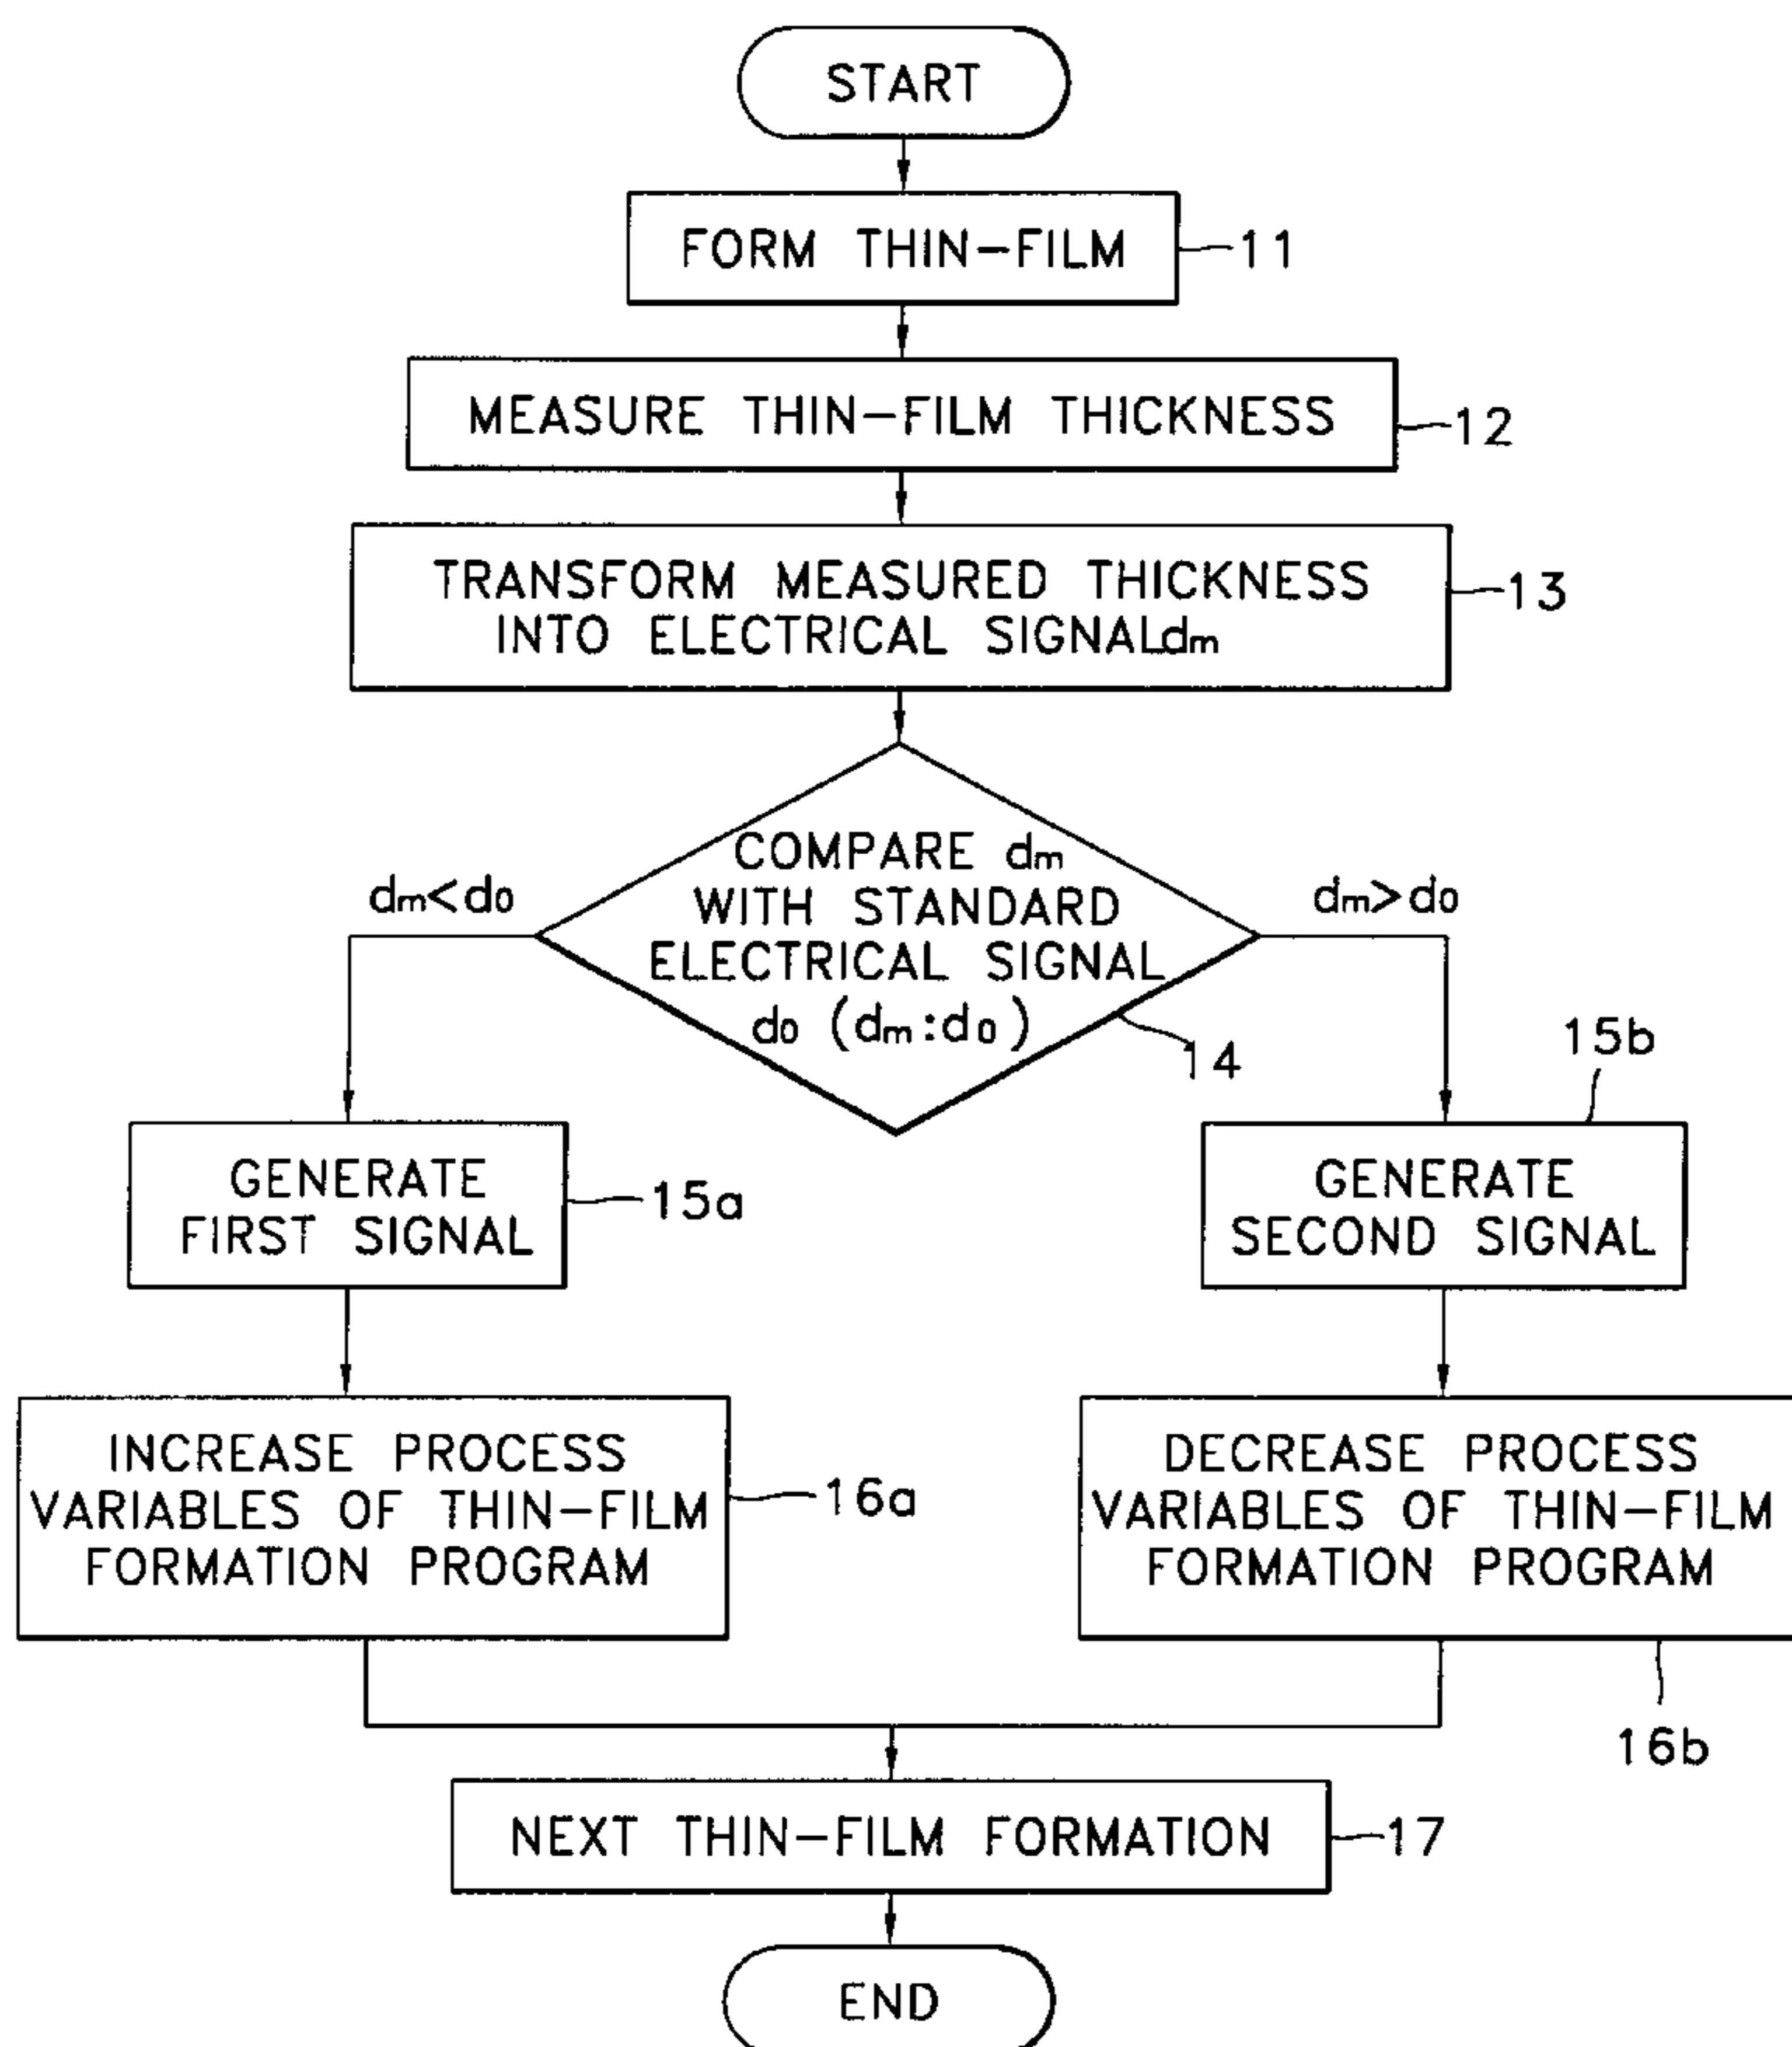 START
FORM THIN-FILM
11
MEASURE THIN-FILM THICKNESS
12
TRANSFORM MEASURED THICKNESS
INTO ELECTRICAL SIGNALdm
13
COMPARE dm
WITH STANDARD
ELECTRICAL SIGNAL
do (dm:do)
14
dm<do
dm>do
GENERATE
FIRST SIGNAL
15a
GENERATE
SECOND SIGNAL
15b
INCREASE PROCESS
VARIABLES OF THIN-FILM
FORMATION PROGRAM
16a
DECREASE PROCESS
VARIABLES OF THIN-FILM
FORMATION PROGRAM
16b
NEXT THIN-FILM FORMATION
17
END